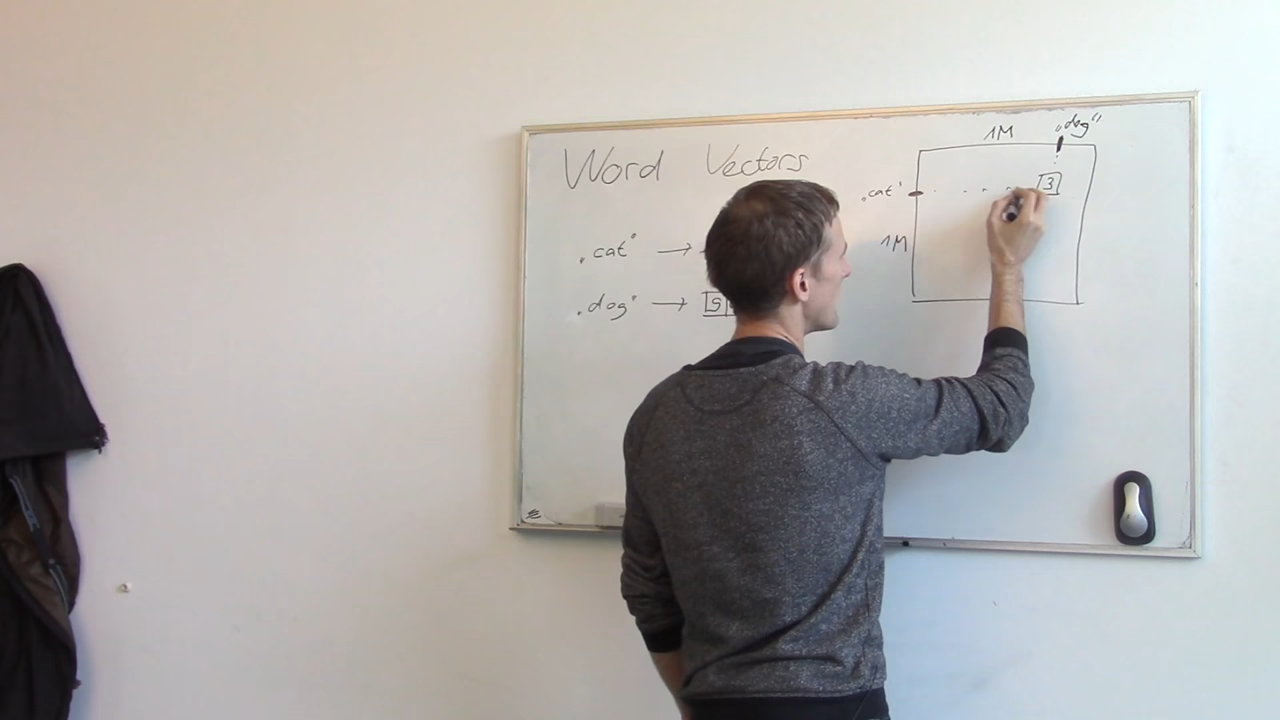 Word Vectors
„cat" →
„dog" → 5
1M
„dog"
„cat"
3
1M